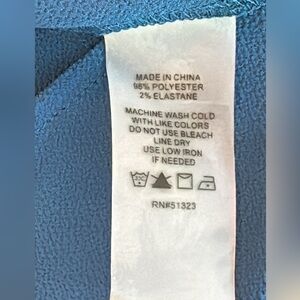 MADE IN CHINA
98% POLYESTER
2% ELASTANE
MACHINE WASH COLD
WITH LIKE COLORS
DO NOT USE BLEACH
LINE DRY
USE LOW IRON
IF NEEDED
RN#51323